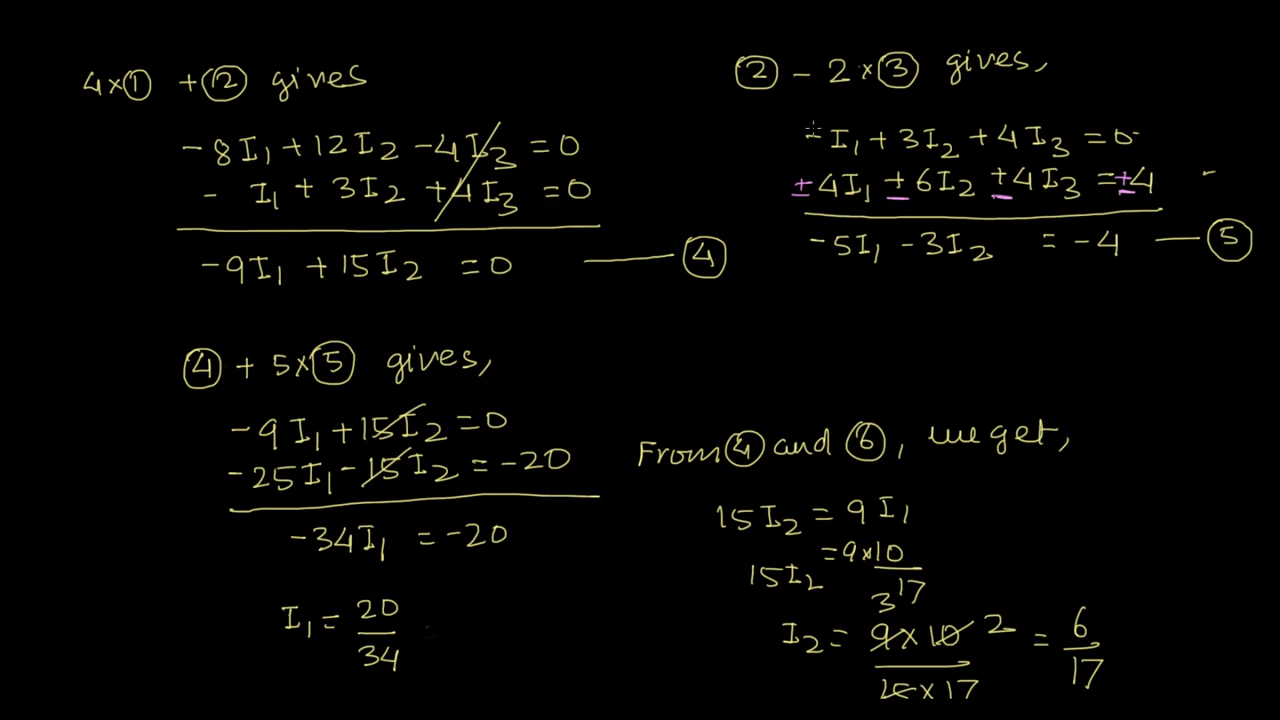 4×① + ⑫ gives
-8I₁ + 12I₂ - 4I₃ = 0
- I₁ + 3I₂ + 4I₃ = 0
-9I₁ + 15I₂ = 0 —— ④
② - 2×③ gives,
-I₁ + 3I₂ + 4I₃ = 0
±4I₁ ± 6I₂ ± 4I₃ = ±4
-5I₁ - 3I₂ = -4 — ⑤
④ + 5×⑤ gives,
-9I₁ + 15I₂ = 0
-25I₁ - 15I₂ = -20
-34I₁ = -20
I₁ = 20/34
From ④ and ⑥, we get,
15I₂ = 9I₁
15I₂ = 9×10/17
I₂ = 3 9×10 2/15×17 = 6/17